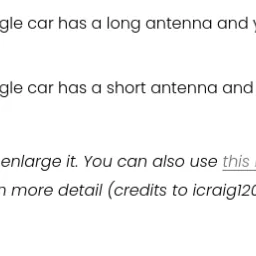 gle car has a long antenna and
gle car has a short antenna and
enlarge it. You can also use this
more detail (credits to icraig120